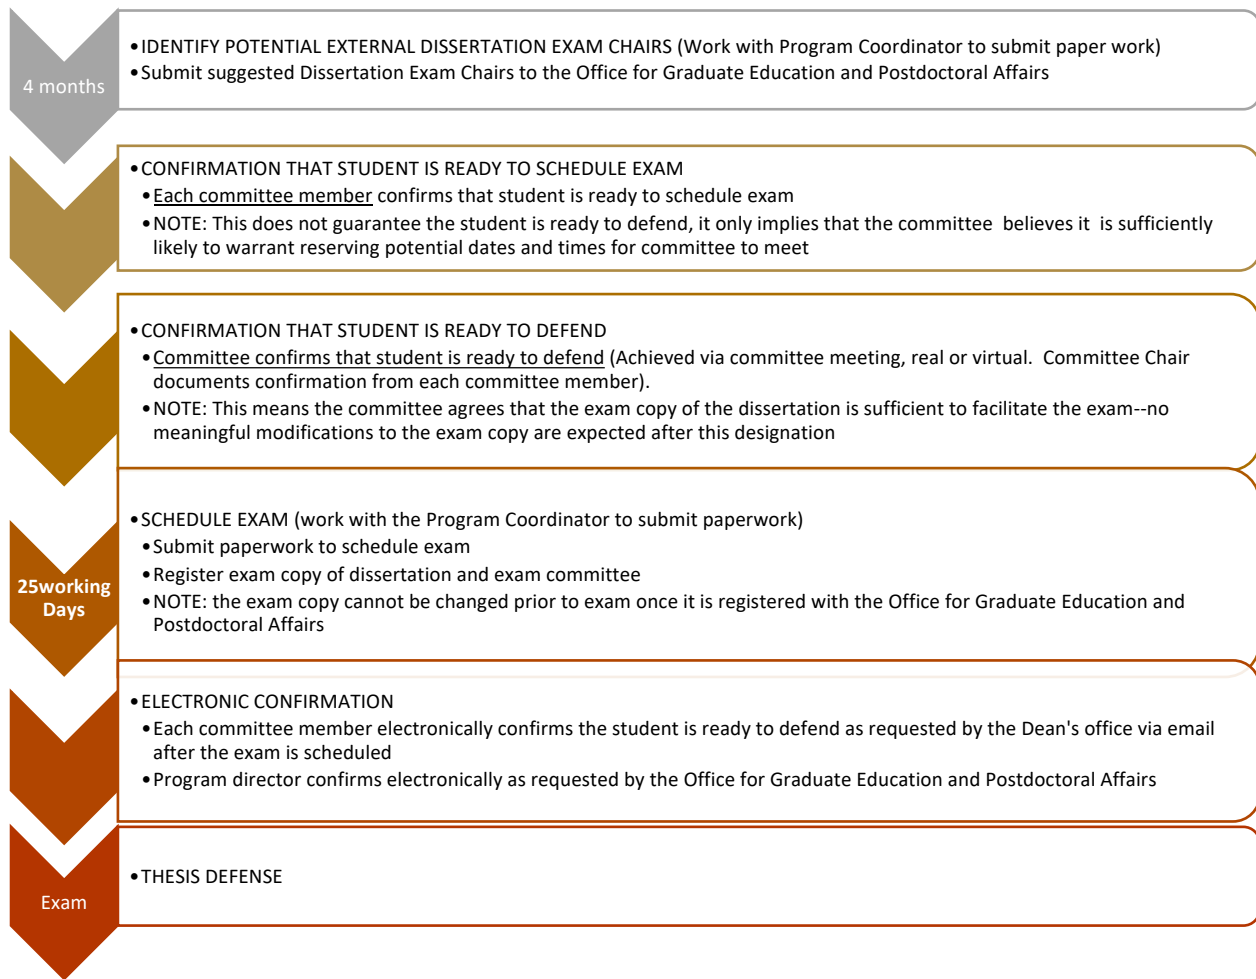 4 months
•IDENTIFY POTENTIAL EXTERNAL DISSERTATION EXAM CHAIRS (Work with Program Coordinator to submit paper work)
•Submit suggested Dissertation Exam Chairs to the Office for Graduate Education and Postdoctoral Affairs
•CONFIRMATION THAT STUDENT IS READY TO SCHEDULE EXAM
•Each committee member confirms that student is ready to schedule exam
•NOTE: This does not guarantee the student is ready to defend, it only implies that the committee believes it is sufficiently
likely to warrant reserving potential dates and times for committee to meet
•CONFIRMATION THAT STUDENT IS READY TO DEFEND
•Committee confirms that student is ready to defend (Achieved via committee meeting, real or virtual. Committee Chair
documents confirmation from each committee member).
•NOTE: This means the committee agrees that the exam copy of the dissertation is sufficient to facilitate the exam--no
meaningful modifications to the exam copy are expected after this designation
25working
Days
•SCHEDULE EXAM (work with the Program Coordinator to submit paperwork)
•Submit paperwork to schedule exam
•Register exam copy of dissertation and exam committee
•NOTE: the exam copy cannot be changed prior to exam once it is registered with the Office for Graduate Education and
Postdoctoral Affairs
•ELECTRONIC CONFIRMATION
•Each committee member electronically confirms the student is ready to defend as requested by the Dean's office via email
after the exam is scheduled
•Program director confirms electronically as requested by the Office for Graduate Education and Postdoctoral Affairs
Exam
•THESIS DEFENSE